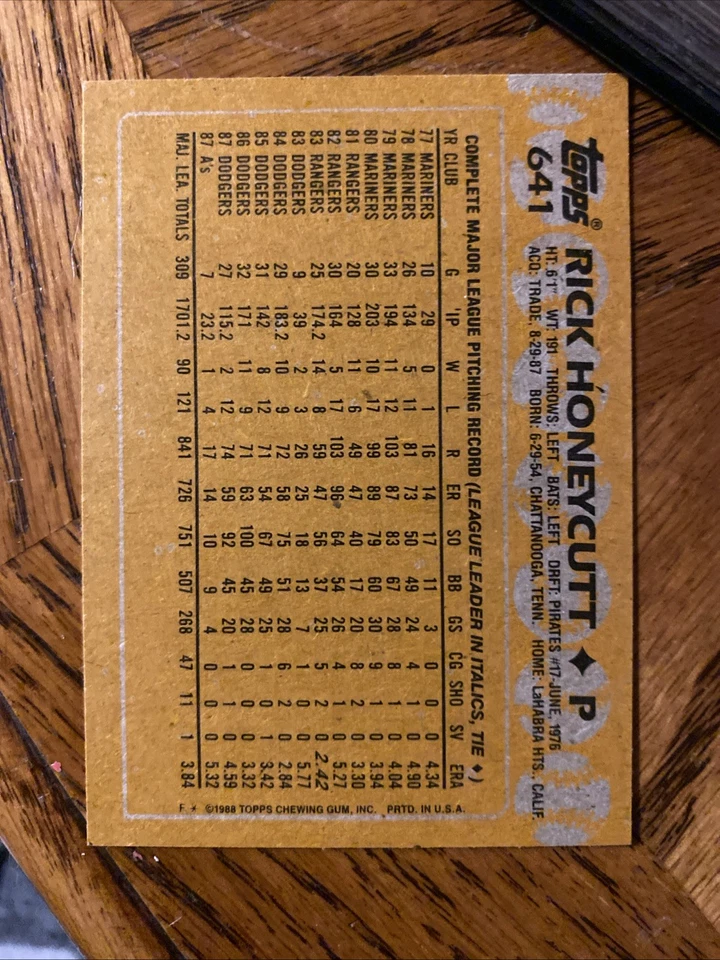 topps®
641
RICK HONEYCUTT ♦ P
HT: 6'1" WT: 191 THROWS: LEFT BATS: LEFT DRFT: PIRATES #17-JUNE, 1976
ACQ: TRADE, 8-29-87 BORN: 6-29-54, CHATTANOOGA, TENN. HOME: LaHABRA HTS., CALIF.
COMPLETE MAJOR LEAGUE PITCHING RECORD (LEAGUE LEADER IN ITALICS, TIE ♦)
YR CLUB G IP W L R ER SO BB GS CG SHO SV ERA
77 MARINERS 10 29 0 1 16 14 17 11 3 0 0 0 4.34
78 MARINERS 26 134 5 11 81 73 50 49 24 4 1 0 4.90
79 MARINERS 33 194 11 12 103 87 83 67 28 8 1 0 4.04
80 MARINERS 30 203 10 17 99 89 79 60 30 9 1 0 3.94
81 RANGERS 20 128 11 6 49 47 40 17 20 8 2 0 3.30
82 RANGERS 30 164 5 17 103 96 64 54 26 4 1 0 5.27
83 RANGERS 25 174.2 14 8 59 47 56 37 25 5 2 0 2.42
83 DODGERS 9 39 2 3 26 25 18 13 7 1 0 0 5.77
84 DODGERS 29 183.2 10 9 72 58 75 51 28 6 2 0 2.84
85 DODGERS 31 142 8 12 71 54 67 49 25 1 0 1 3.42
86 DODGERS 32 171 11 9 71 63 100 45 28 0 0 0 3.32
87 DODGERS 27 115.2 2 12 74 59 92 45 20 1 1 0 4.59
87 A's 7 23.2 1 4 17 14 10 9 4 0 0 0 5.32
MAJ. LEA. TOTALS 309 1701.2 90 121 841 726 751 507 268 47 11 1 3.84
F * ©1988 TOPPS CHEWING GUM, INC. PRTD. IN U.S.A.